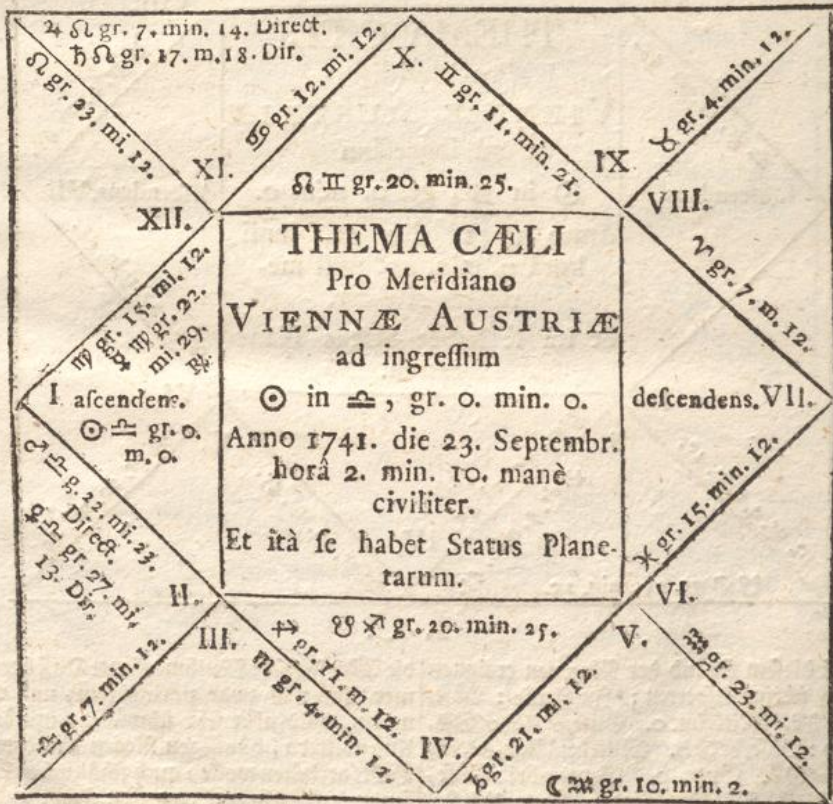 ♃ ♌ gr. 7. min. 14. Direct.
♄ ♌ gr. 17. m. 18. Dir.
♌ gr. 23. mi. 12.
XI.
♋ gr. 12. mi. 12.
X.
♊ gr. 11. min. 21.
☊ ♊ gr. 20. min. 25.
IX
♉ gr. 4. min. 12.
VIII.
♈ gr. 7. m. 12.
XII.
♍ gr. 15. mi. 12.
☿ ♍ gr. 22.
mi. 29.
℞.
I aſcendens.
☉ ♎ gr. 0.
m. 0.
THEMA CÆLI
Pro Meridiano
VIENNÆ AUSTRIÆ
ad ingreſſum
☉ in ♎, gr. 0. min. 0.
Anno 1741. die 23. Septembr.
horâ 2. min. 10. manè
civiliter.
Et ità ſe habet Status Plane-
tarum.
deſcendens. VII.
♓ gr. 15. min. 12.
♂ ♎ g. 22. mi. 23.
Direct.
♀ ♎ gr. 27. mi.
13. Dir.
II.
♎ gr. 7. min. 12.
III.
♏ gr. 4. min. 12.
♐ gr. 11. m. 12.
☋ ♐ gr. 20. min. 25.
IV.
♑ gr. 21. mi. 12.
V.
VI.
♒ gr. 23. mi. 12.
☾ ♒ gr. 10. min. 2.